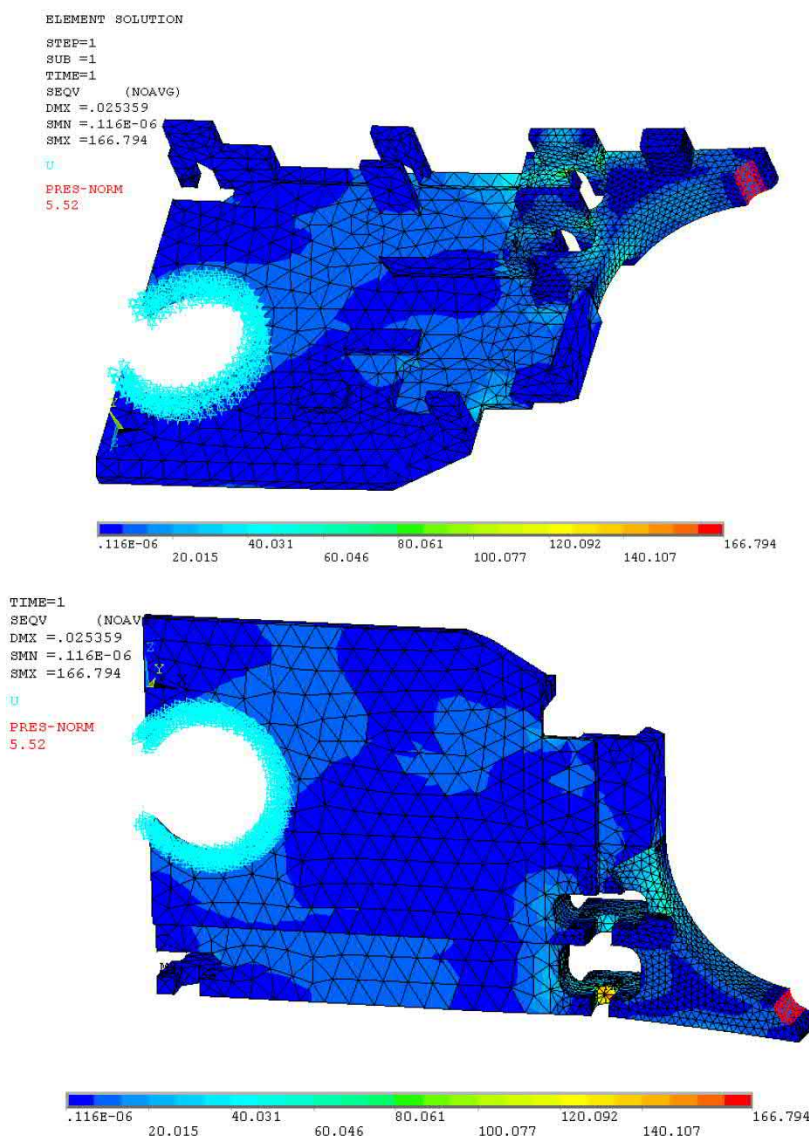 ELEMENT SOLUTION
STEP=1
SUB =1
TIME=1
SEQV (NOAVG)
DMX =.025359
SMN =.116E-06
SMX =166.794
U
PRES-NORM
5.52
.116E-06 40.031 80.061 120.092 166.794
20.015 60.046 100.077 140.107
TIME=1
SEQV (NOAV
DMX =.025359
SMN =.116E-06
SMX =166.794
U
PRES-NORM
5.52
Z
Y
X
.116E-06 40.031 80.061 120.092 166.794
20.015 60.046 100.077 140.107